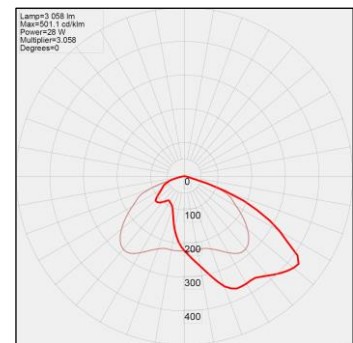 Lamp=3 058 lm
Max=501.1 cd/klm
Power=28 W
Multiplier=3.058
Degrees=0
0
100
200
300
400